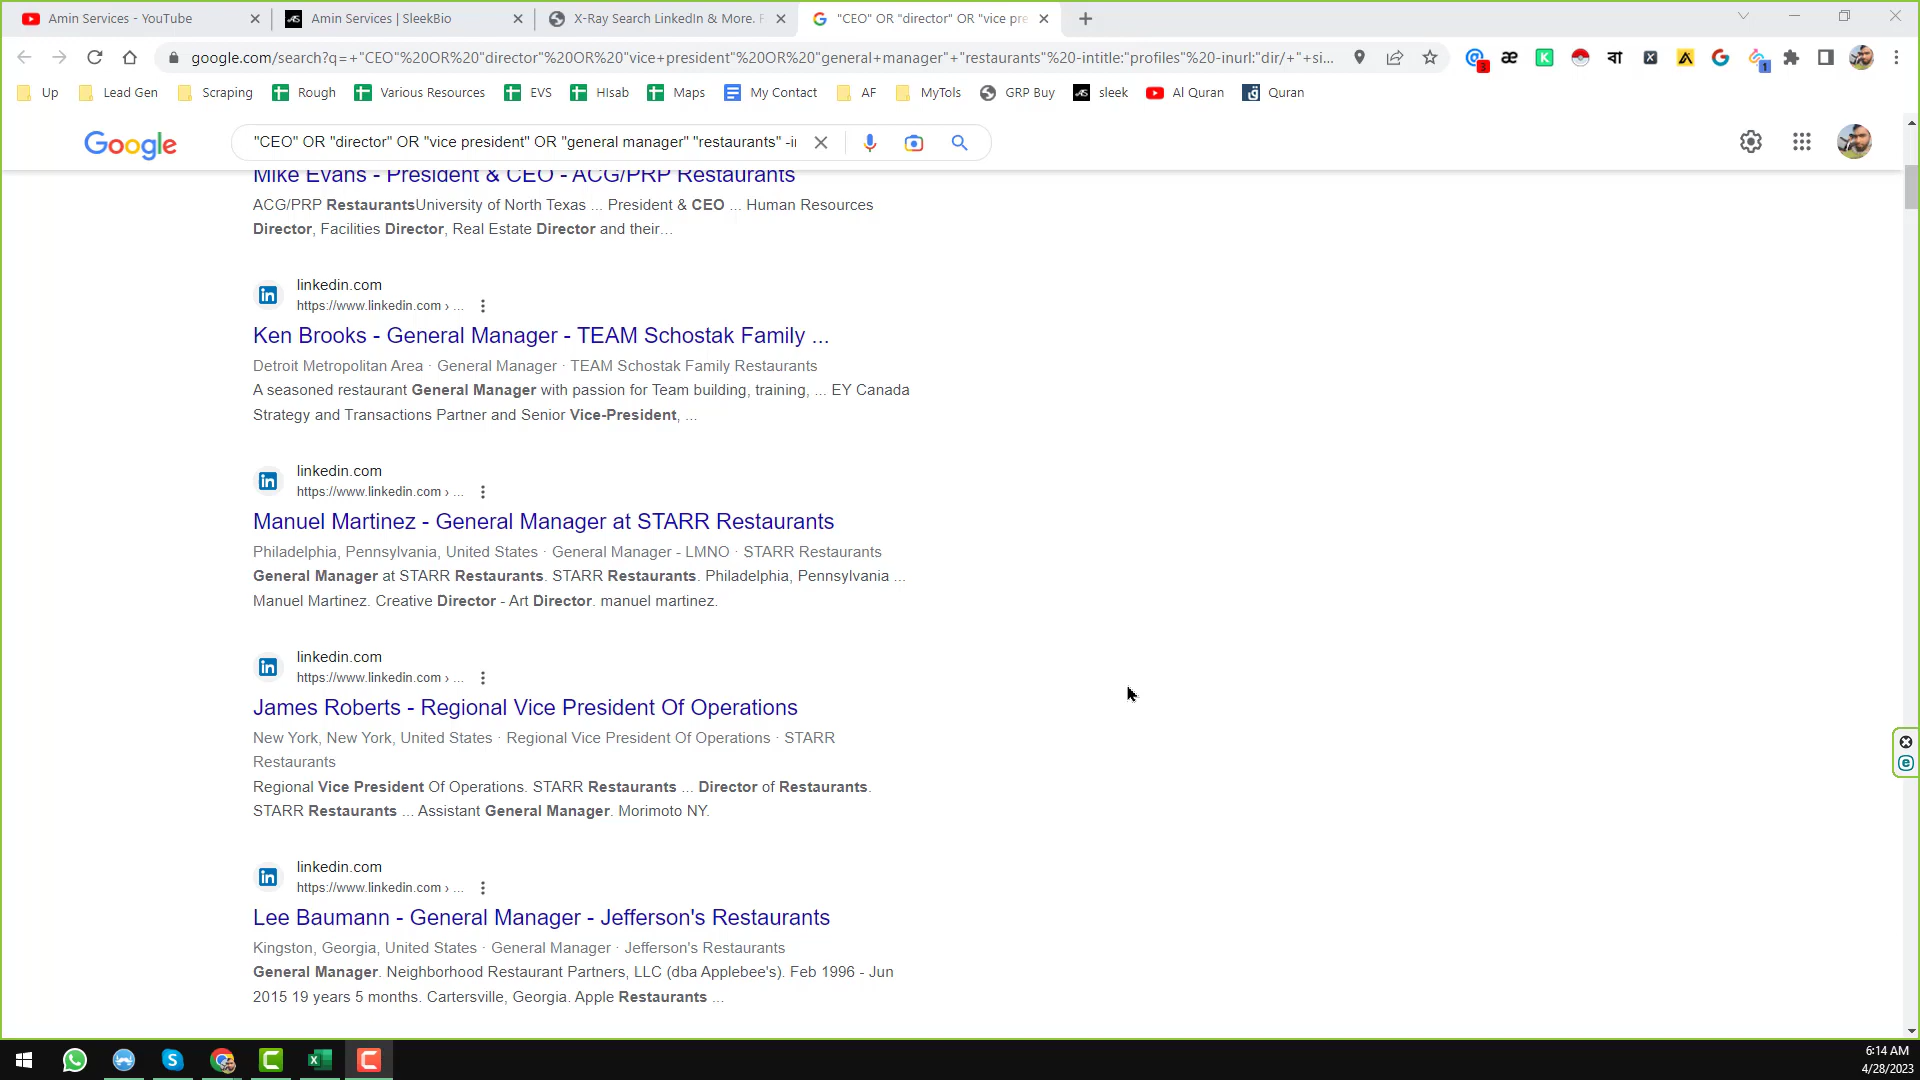 Amin Services - YouTube
Amin Services | SleekBio
X-Ray Search LinkedIn & More. F
"CEO" OR "director" OR "vice pre
google.com/search?q=+"CEO"%20OR%20"director"%20OR%20"vice+president"%20OR%20"general+manager"+"restaurants"%20-intitle:"profiles"%20-inurl:"dir/+"+si...
Up
Lead Gen
Scraping
Rough
Various Resources
EVS
HIsab
Maps
My Contact
AF
MyTols
GRP Buy
sleek
Al Quran
Quran
Google
"CEO" OR "director" OR "vice president" OR "general manager" "restaurants" -ii
Mike Evans - President & CEO - ACG/PRP Restaurants
ACG/PRP RestaurantsUniversity of North Texas ... President & CEO ... Human Resources
Director, Facilities Director, Real Estate Director and their...
linkedin.com
https://www.linkedin.com › ...
Ken Brooks - General Manager - TEAM Schostak Family ...
Detroit Metropolitan Area · General Manager · TEAM Schostak Family Restaurants
A seasoned restaurant General Manager with passion for Team building, training, ... EY Canada
Strategy and Transactions Partner and Senior Vice-President, ...
linkedin.com
https://www.linkedin.com › ...
Manuel Martinez - General Manager at STARR Restaurants
Philadelphia, Pennsylvania, United States · General Manager - LMNO · STARR Restaurants
General Manager at STARR Restaurants. STARR Restaurants. Philadelphia, Pennsylvania ...
Manuel Martinez. Creative Director - Art Director. manuel martinez.
linkedin.com
https://www.linkedin.com › ...
James Roberts - Regional Vice President Of Operations
New York, New York, United States · Regional Vice President Of Operations · STARR
Restaurants
Regional Vice President Of Operations. STARR Restaurants ... Director of Restaurants.
STARR Restaurants ... Assistant General Manager. Morimoto NY.
linkedin.com
https://www.linkedin.com › ...
Lee Baumann - General Manager - Jefferson's Restaurants
Kingston, Georgia, United States · General Manager · Jefferson's Restaurants
General Manager. Neighborhood Restaurant Partners, LLC (dba Applebee's). Feb 1996 - Jun
2015 19 years 5 months. Cartersville, Georgia. Apple Restaurants ...
6:14 AM
4/28/2023